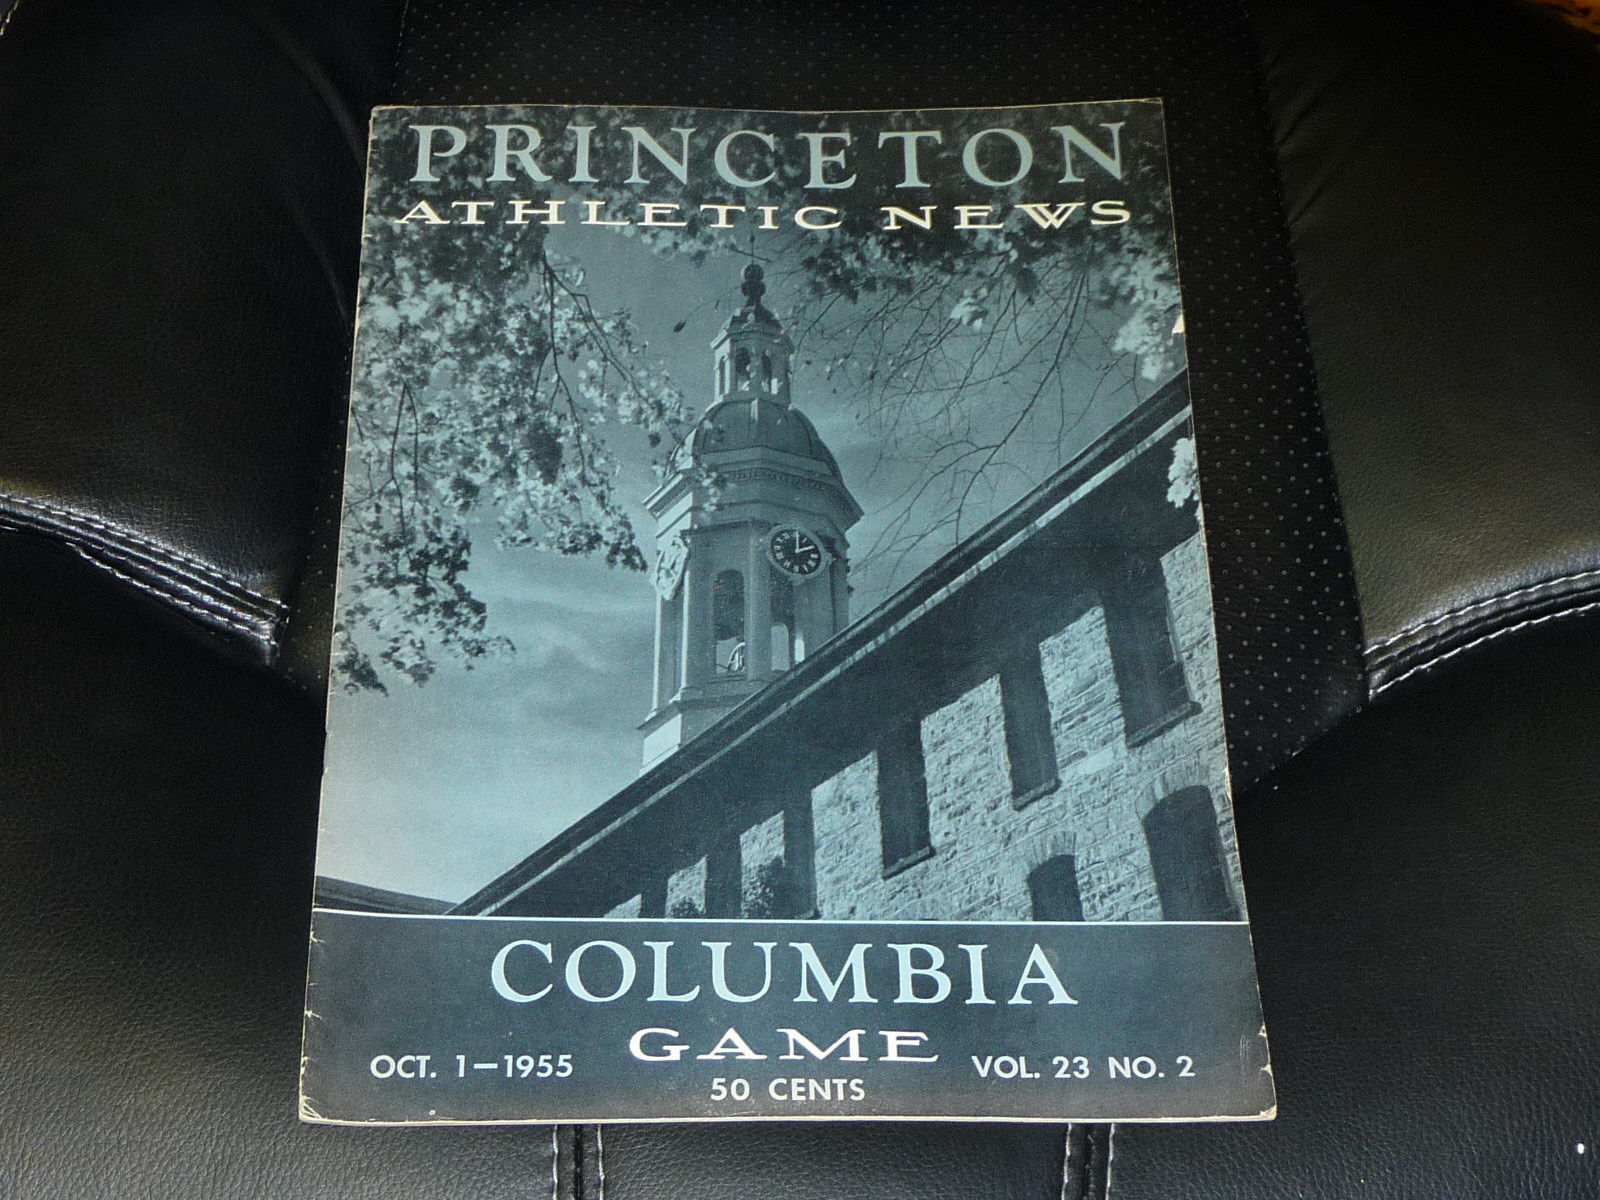 PRINCETON
ATHLETIC NEWS
COLUMBIA
GAME
OCT. 1—1955
50 CENTS
VOL. 23 NO. 2